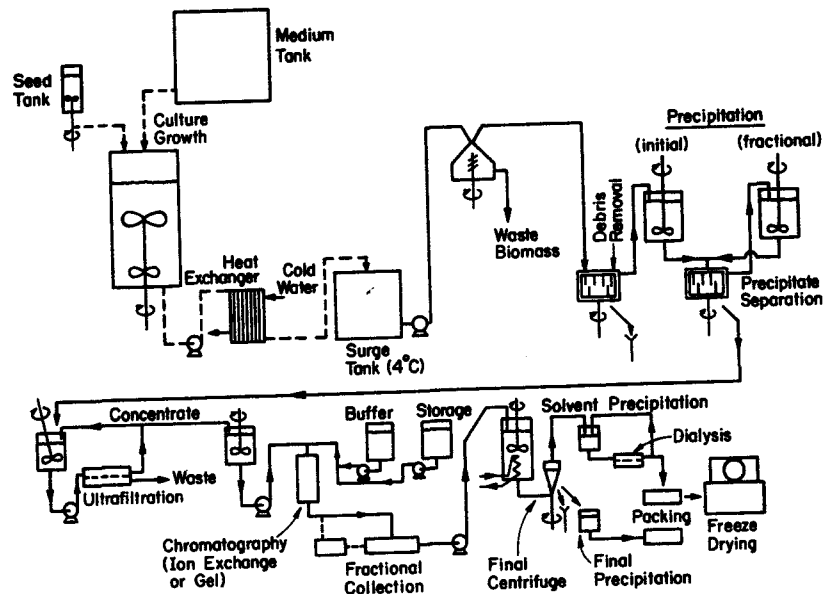 Medium
Tank
Seed
Tank
Culture
Growth
Heat
Exchanger
Cold
Water
Surge
Tank (4°C)
Waste
Biomass
Debris
Removal
Precipitation
(initial)
(fractional)
Precipitate
Separation
Concentrate
Ultrafiltration
Waste
Chromatography
(Ion Exchange
or Gel)
Buffer
Storage
Fractional
Collection
Solvent Precipitation
Dialysis
Final
Centrifuge
Final
Precipitation
Packing
Freeze
Drying